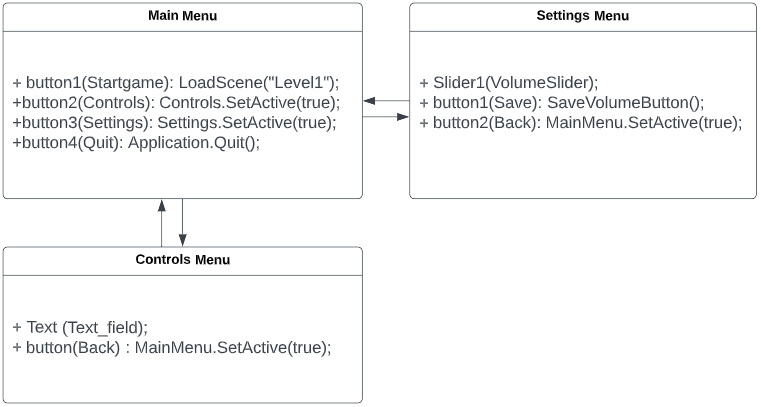 Main Menu
+ button1(Startgame): LoadScene("Level1");
+button2(Controls): Controls.SetActive(true);
+button3(Settings): Settings.SetActive(true);
+button4(Quit): Application.Quit();
Settings Menu
+ Slider1(VolumeSlider);
+ button1(Save): SaveVolumeButton();
+ button2(Back): MainMenu.SetActive(true);
Controls Menu
+ Text (Text_field);
+ button(Back) : MainMenu.SetActive(true);